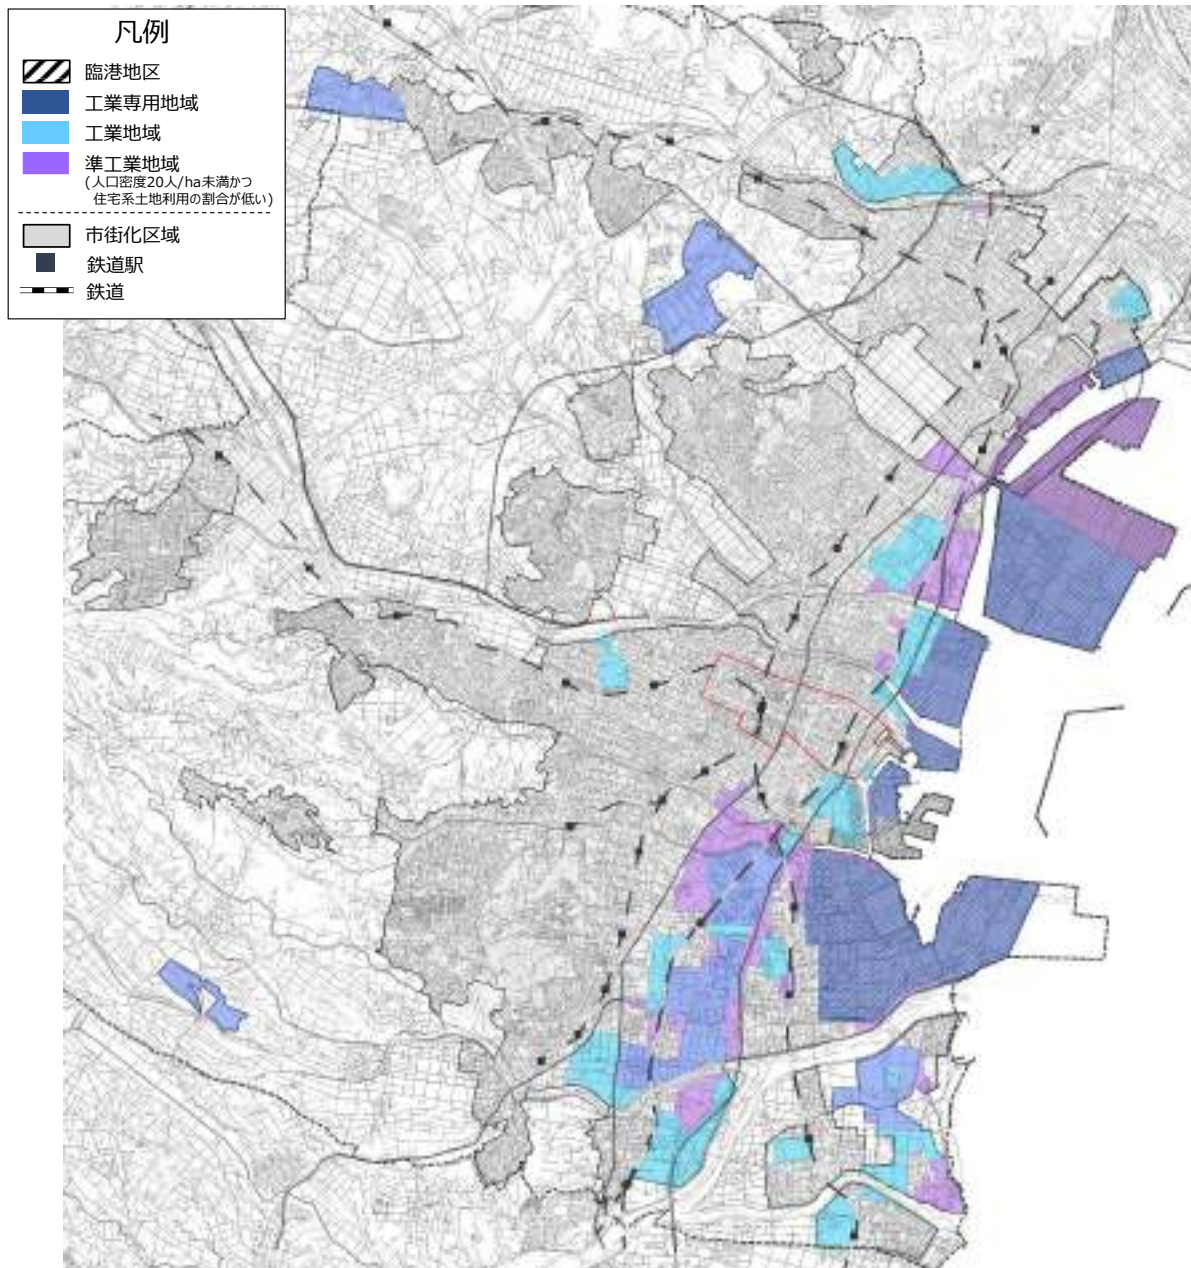 凡例
臨港地区
工業専用地域
工業地域
準工業地域
(人口密度20人/ha未満かつ
住宅系土地利用の割合が低い)
市街化区域
鉄道駅
鉄道